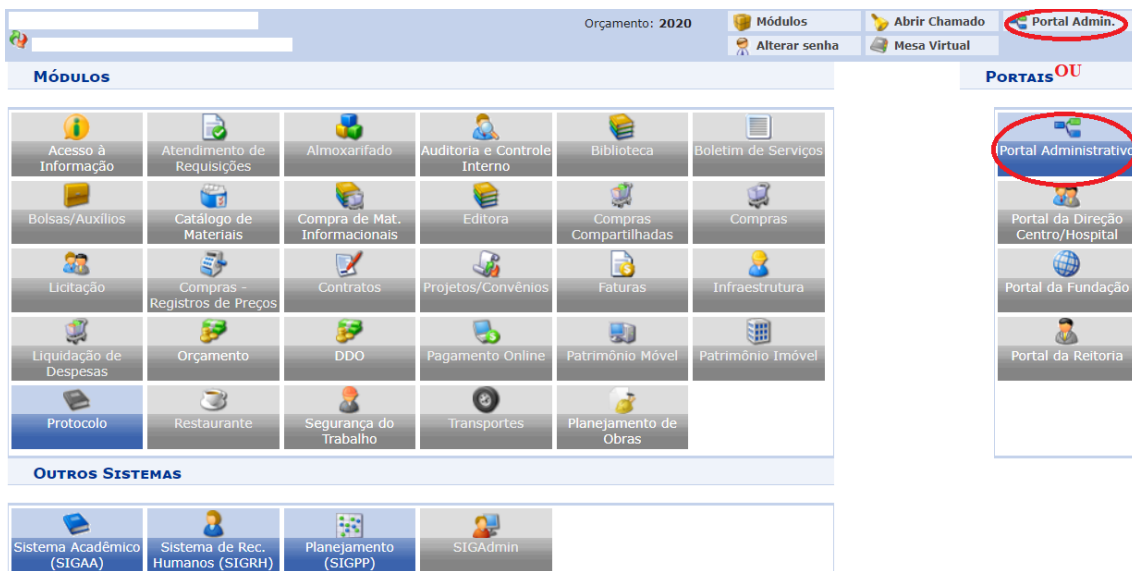 Orçamento: 2020
Módulos
Abrir Chamado
Portal Admin.
Alterar senha
Mesa Virtual
MÓDULOS
PORTAIS OU
Acesso à
Informação
Atendimento de
Requisições
Almoxarifado
Auditoria e Controle
Interno
Biblioteca
Boletim de Serviços
Portal Administrativo
Bolsas/Auxílios
Catálogo de
Materiais
Compra de Mat.
Informacionais
Editora
Compras
Compartilhadas
Compras
Portal da Direção
Centro/Hospital
Licitação
Compras -
Registros de Preços
Contratos
Projetos/Convênios
Faturas
Infraestrutura
Portal da Fundação
Liquidação de
Despesas
Orçamento
DDO
Pagamento Online
Patrimônio Móvel
Patrimônio Imóvel
Portal da Reitoria
Protocolo
Restaurante
Segurança do
Trabalho
Transportes
Planejamento de
Obras
OUTROS SISTEMAS
Sistema Acadêmico
(SIGAA)
Sistema de Rec.
Humanos (SIGRH)
Planejamento
(SIGPP)
SIGAdmin